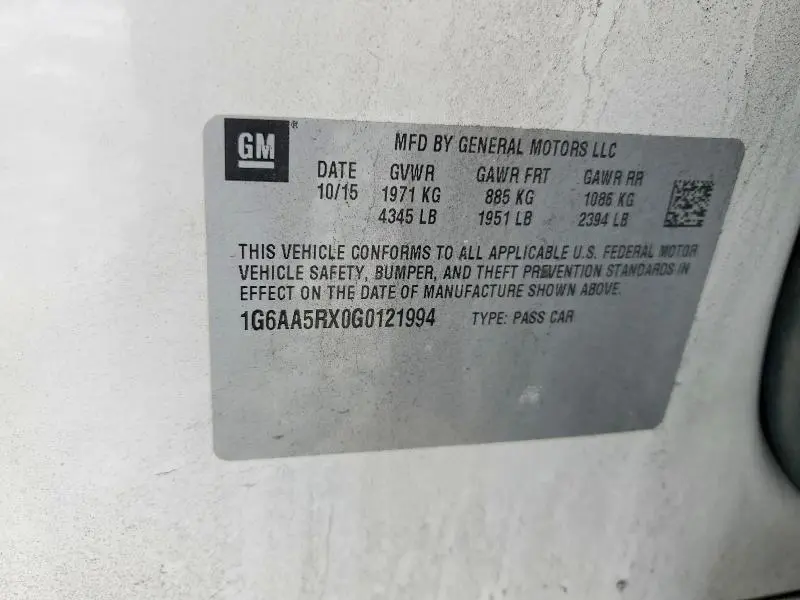 GM ®
MFD BY GENERAL MOTORS LLC
DATE GVWR GAWR FRT GAWR RR
10/15 1971 KG 885 KG 1086 KG
4345 LB 1951 LB 2394 LB
THIS VEHICLE CONFORMS TO ALL APPLICABLE U.S. FEDERAL MOTOR
VEHICLE SAFETY, BUMPER, AND THEFT PREVENTION STANDARDS IN
EFFECT ON THE DATE OF MANUFACTURE SHOWN ABOVE.
1G6AA5RX0G0121994 TYPE: PASS CAR